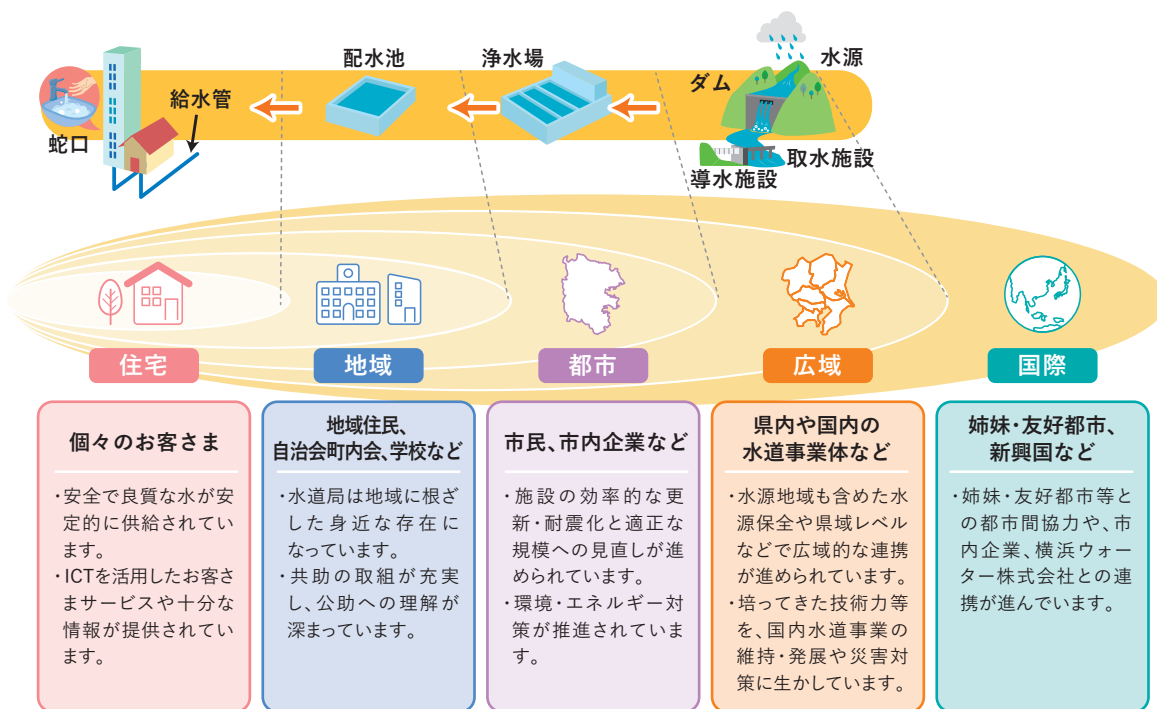 水源
配水池
浄水場
ダム
給水管
蛇口
取水施設
導水施設
住宅
地域
都市
広域
国際
個々のお客さま
・安全で良質な水が安
定的に供給されてい
ます。
・ICTを活用したお客さ
まサービスや十分な
情報が提供されてい
ます。
地域住民、
自治会町内会、学校など
・水道局は地域に根ざ
した身近な存在に
なっています。
・共助の取組が充実
し、公助への理解が
深まっています。
市民、市内企業など
・施設の効率的な更
新・耐震化と適正な
規模への見直しが進
められています。
・環境・エネルギー対
策が推進されていま
す。
県内や国内の
水道事業体など
・水源地域も含めた水
源保全や県域レベル
などで広域的な連携
が進められています。
・培ってきた技術力等
を、国内水道事業の
維持・発展や災害対
策に生かしています。
姉妹・友好都市、
新興国など
・姉妹・友好都市等と
の都市間協力や、市
内企業、横浜ウォー
ター株式会社との連
携が進んでいます。